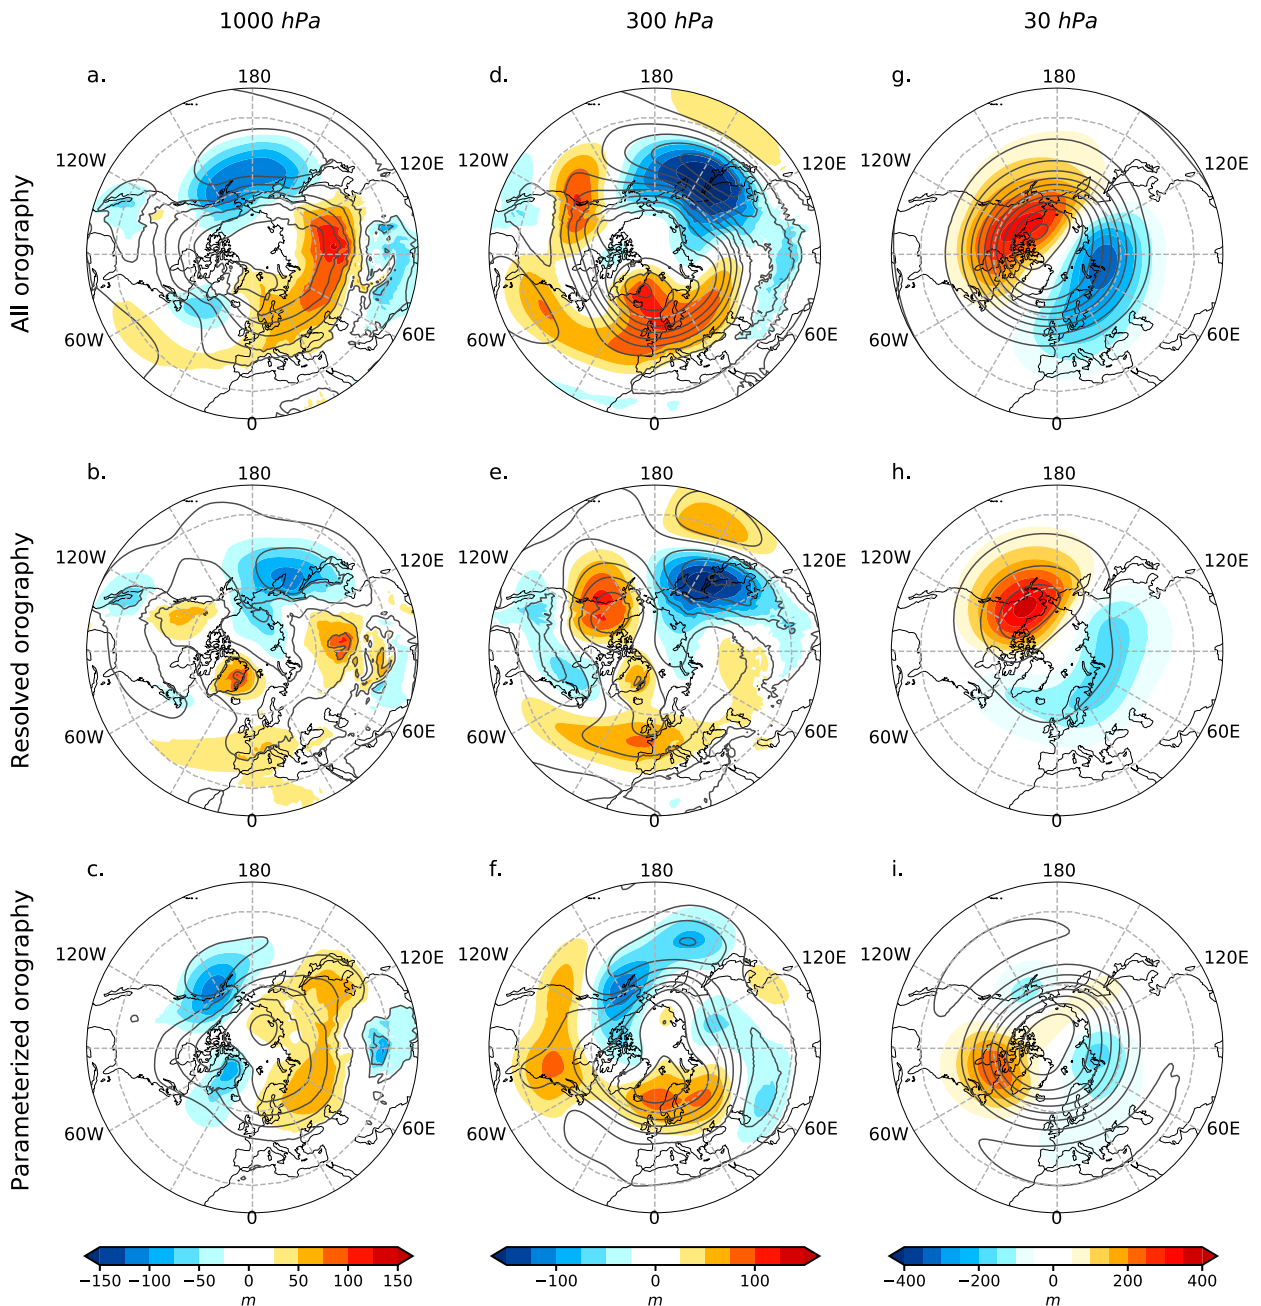 1000 hPa
300 hPa
30 hPa
All orography
a.
180
120W
120E
60W
60E
0
d.
180
120W
120E
60W
60E
0
g.
180
120W
120E
60W
60E
0
Resolved orography
b.
180
120W
120E
60W
60E
0
e.
180
120W
120E
60W
60E
0
h.
180
120W
120E
60W
60E
0
Parameterized orography
c.
180
120W
120E
60W
60E
0
f.
180
120W
120E
60W
60E
0
i.
180
120W
120E
60W
60E
0
−150 −100 −50 0 50 100 150
m
−100 0 100
m
−400 −200 0 200 400
m